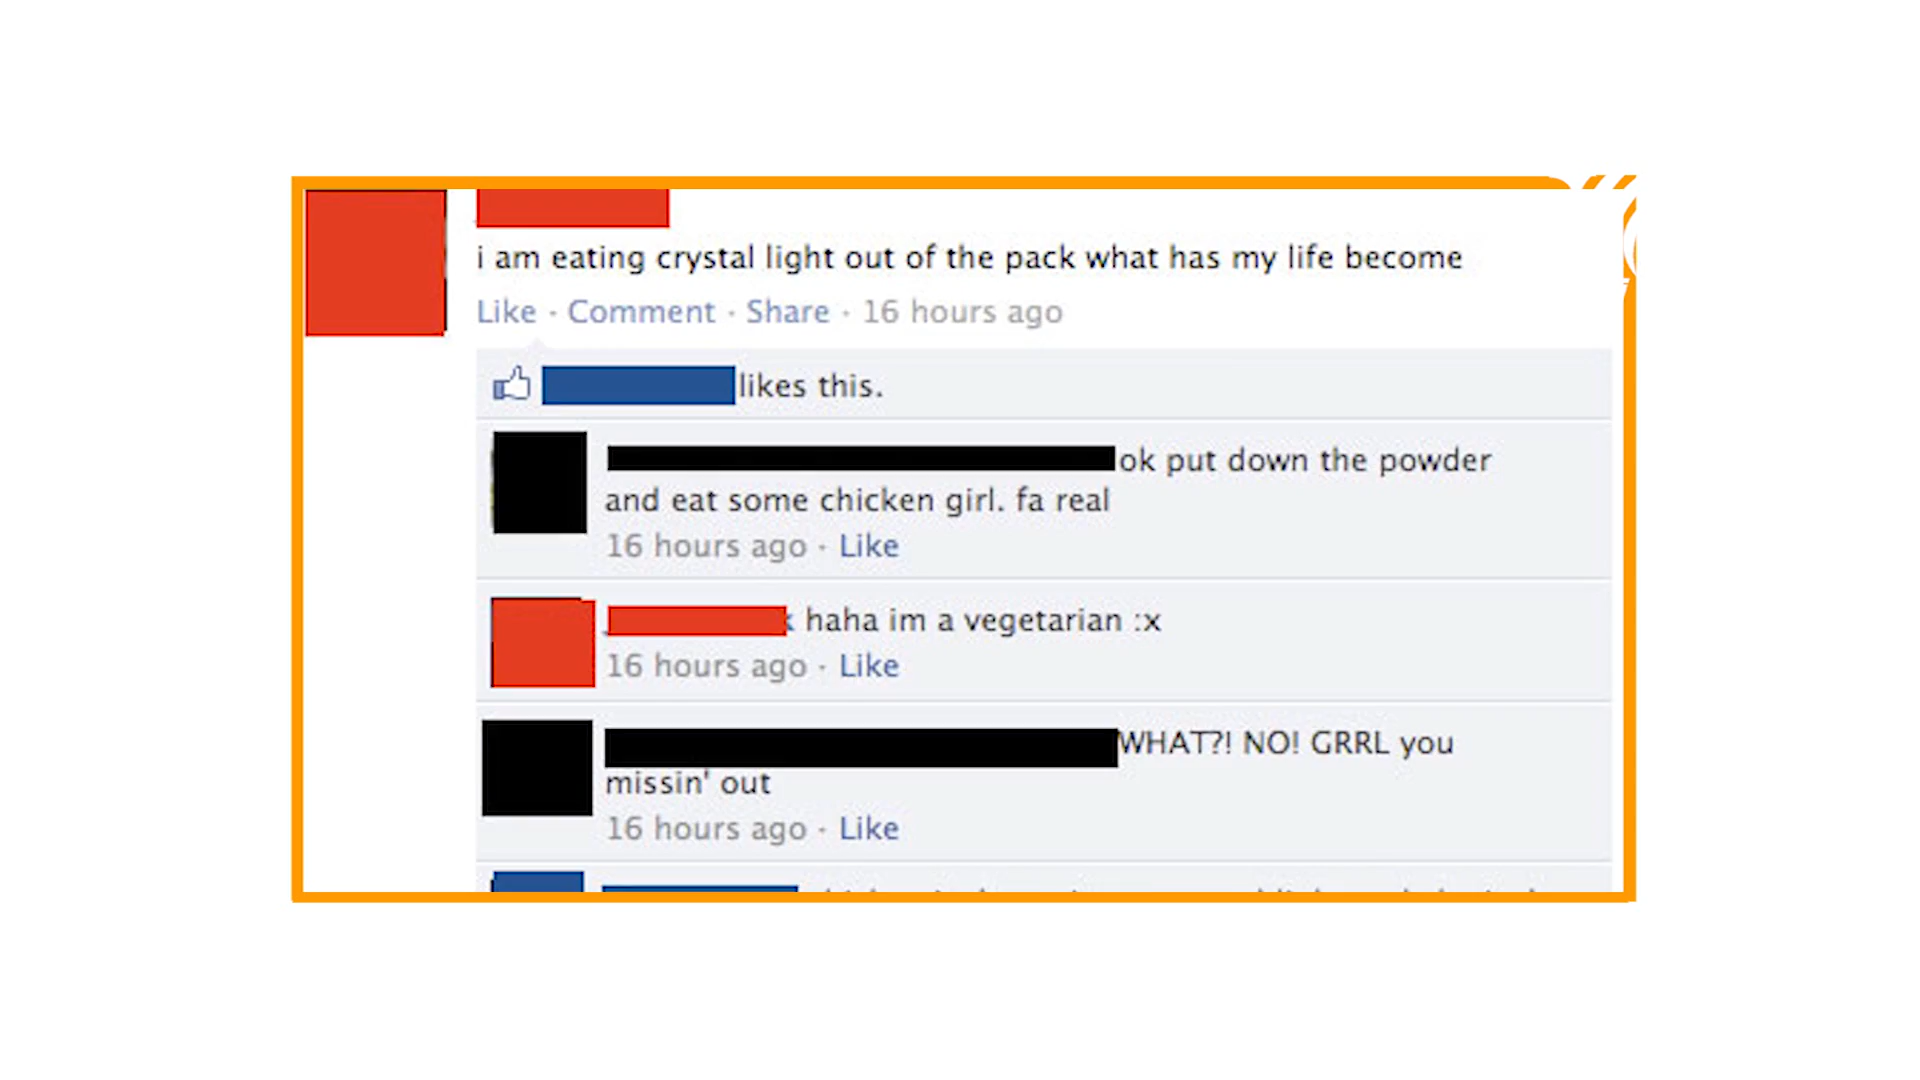 i am eating crystal light out of the pack what has my life become
Like · Comment · Share · 16 hours ago
likes this.
ok put down the powder
and eat some chicken girl. fa real
16 hours ago · Like
haha im a vegetarian :x
16 hours ago · Like
WHAT?! NO! GRRL you
missin' out
16 hours ago · Like